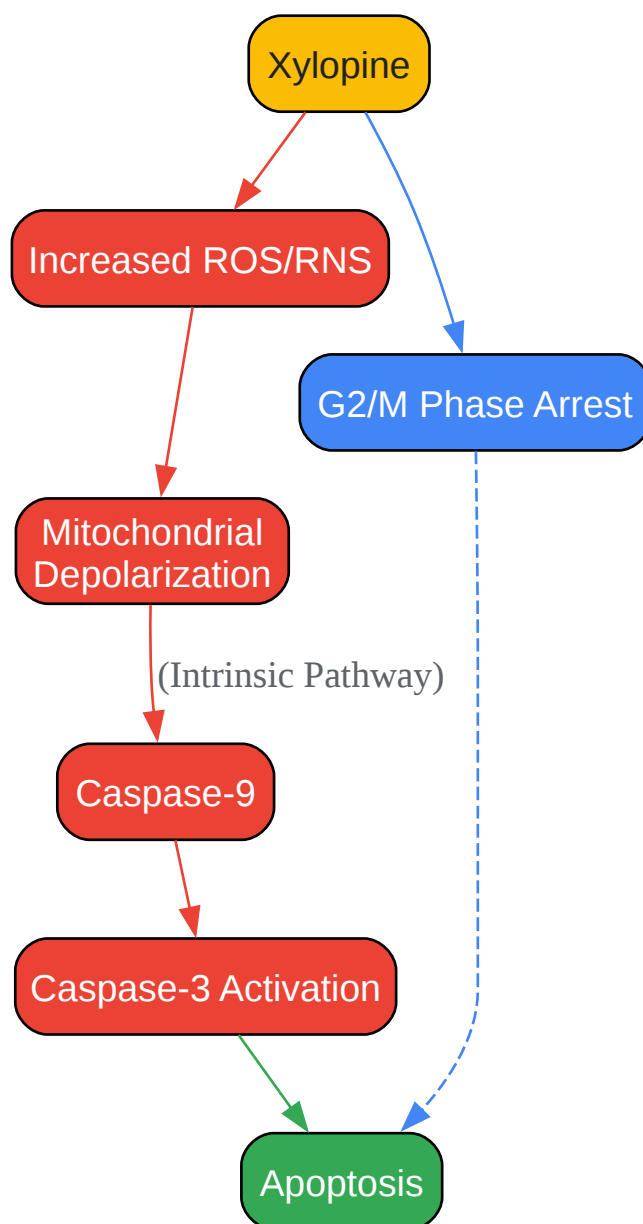 Xylopine
Increased ROS/RNS
G2/M Phase Arrest
Mitochondrial
Depolarization
(Intrinsic Pathway)
Caspase-9
Caspase-3 Activation
Apoptosis